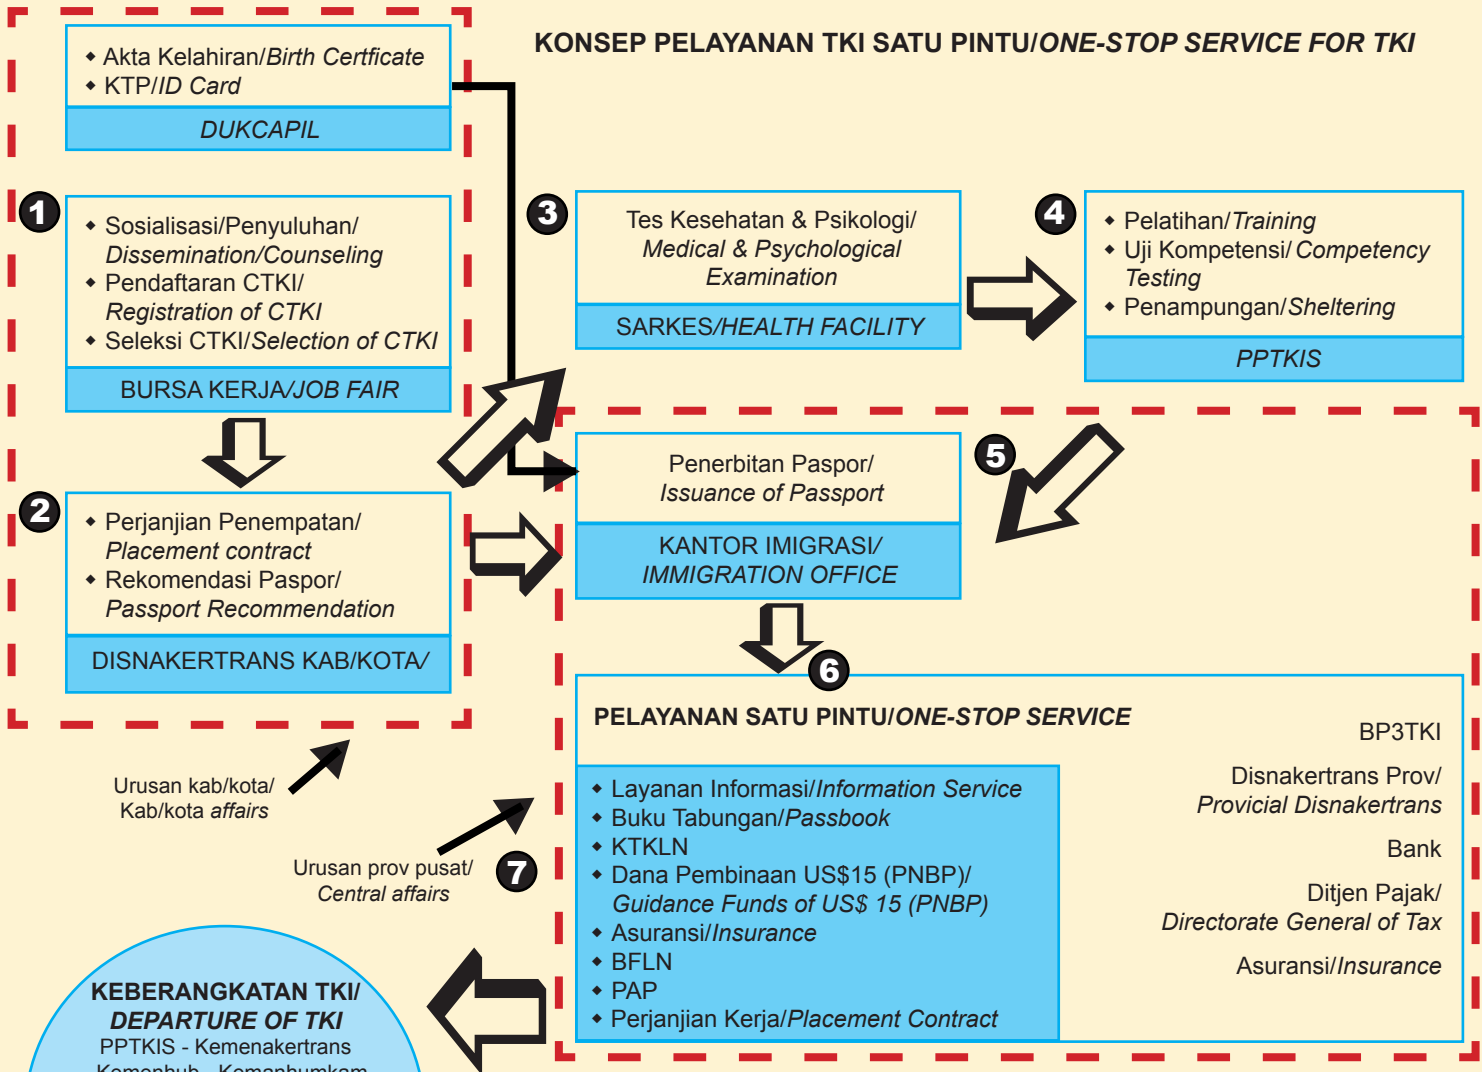 KONSEP PELAYANAN TKI SATU PINTU/ONE-STOP SERVICE FOR TKI
◆ Akta Kelahiran/Birth Certficate
◆ KTP/ID Card
DUKCAPIL
1
◆ Sosialisasi/Penyuluhan/
Dissemination/Counseling
◆ Pendaftaran CTKI/
Registration of CTKI
◆ Seleksi CTKI/Selection of CTKI
BURSA KERJA/JOB FAIR
2
◆ Perjanjian Penempatan/
Placement contract
◆ Rekomendasi Paspor/
Passport Recommendation
DISNAKERTRANS KAB/KOTA/
3
Tes Kesehatan & Psikologi/
Medical & Psychological
Examination
SARKES/HEALTH FACILITY
4
◆ Pelatihan/Training
◆ Uji Kompetensi/Competency
Testing
◆ Penampungan/Sheltering
PPTKIS
5
Penerbitan Paspor/
Issuance of Passport
KANTOR IMIGRASI/
IMMIGRATION OFFICE
6
PELAYANAN SATU PINTU/ONE-STOP SERVICE
◆ Layanan Informasi/Information Service
◆ Buku Tabungan/Passbook
◆ KTKLN
◆ Dana Pembinaan US$15 (PNBP)/
Guidance Funds of US$ 15 (PNBP)
◆ Asuransi/Insurance
◆ BFLN
◆ PAP
◆ Perjanjian Kerja/Placement Contract
BP3TKI
Disnakertrans Prov/
Provicial Disnakertrans
Bank
Ditjen Pajak/
Directorate General of Tax
Asuransi/Insurance
Urusan kab/kota/
Kab/kota affairs
Urusan prov pusat/
Central affairs
7
KEBERANGKATAN TKI/
DEPARTURE OF TKI
PPTKIS - Kemenakertrans
Kemenhub - Kemanhumkam